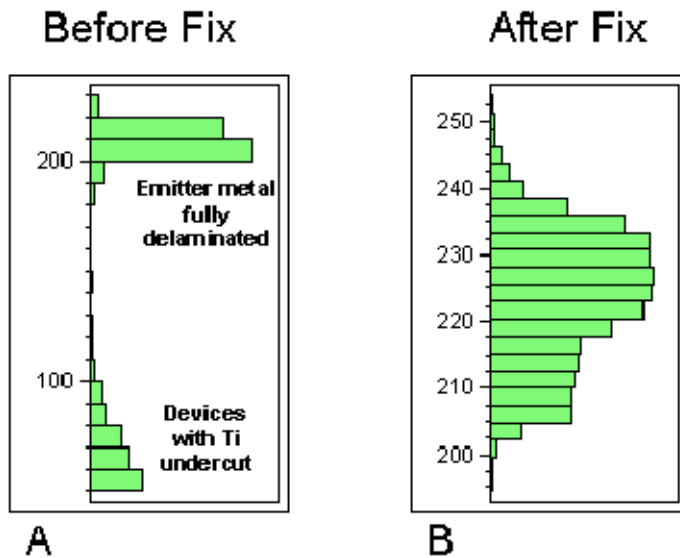 Before Fix
200
Emitter metal
fully
delaminated
100
Devices
with Ti
undercut
A
After Fix
250
240
230
220
210
200
B